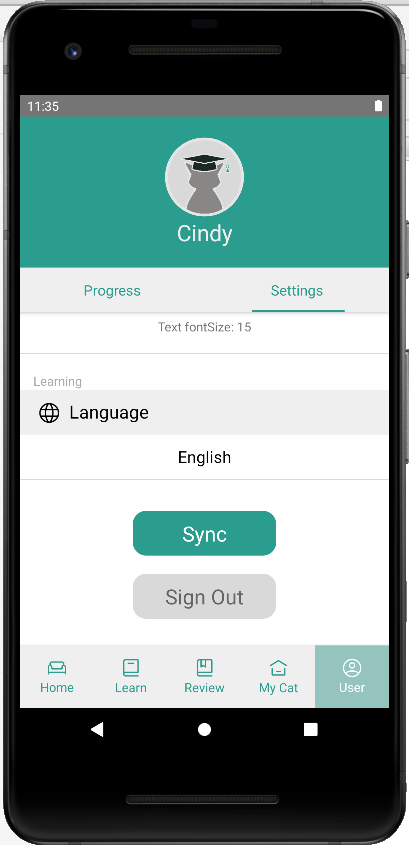 11:35
Cindy
Progress Settings
Text fontSize: 15
Learning
Language
English
Sync
Sign Out
Home Learn Review My Cat User